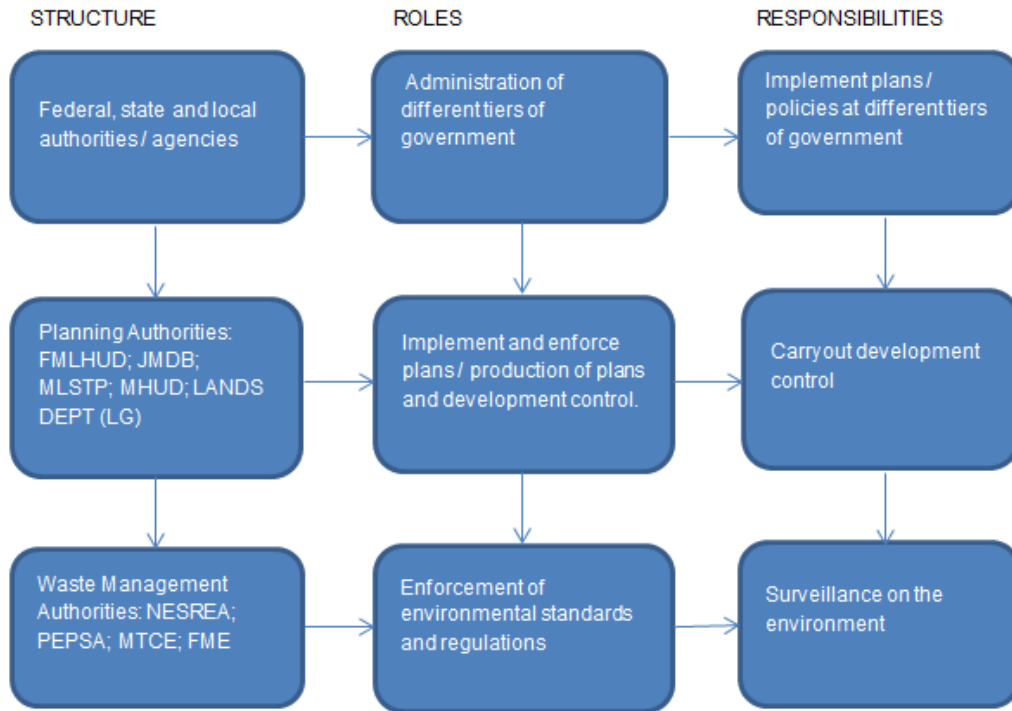 STRUCTURE
ROLES
RESPONSIBILITIES
Federal, state and local
authorities / agencies
Administration of
different tiers of
government
Implement plans /
policies at different tiers
of government
Planning Authorities:
FMLHUD; JMDB;
MLSTP; MHUD; LANDS
DEPT (LG)
Implement and enforce
plans / production of plans
and development control.
Carryout development
control
Waste Management
Authorities: NESREA;
PEPSA; MTCE; FME
Enforcement of
environmental standards
and regulations
Surveillance on the
environment